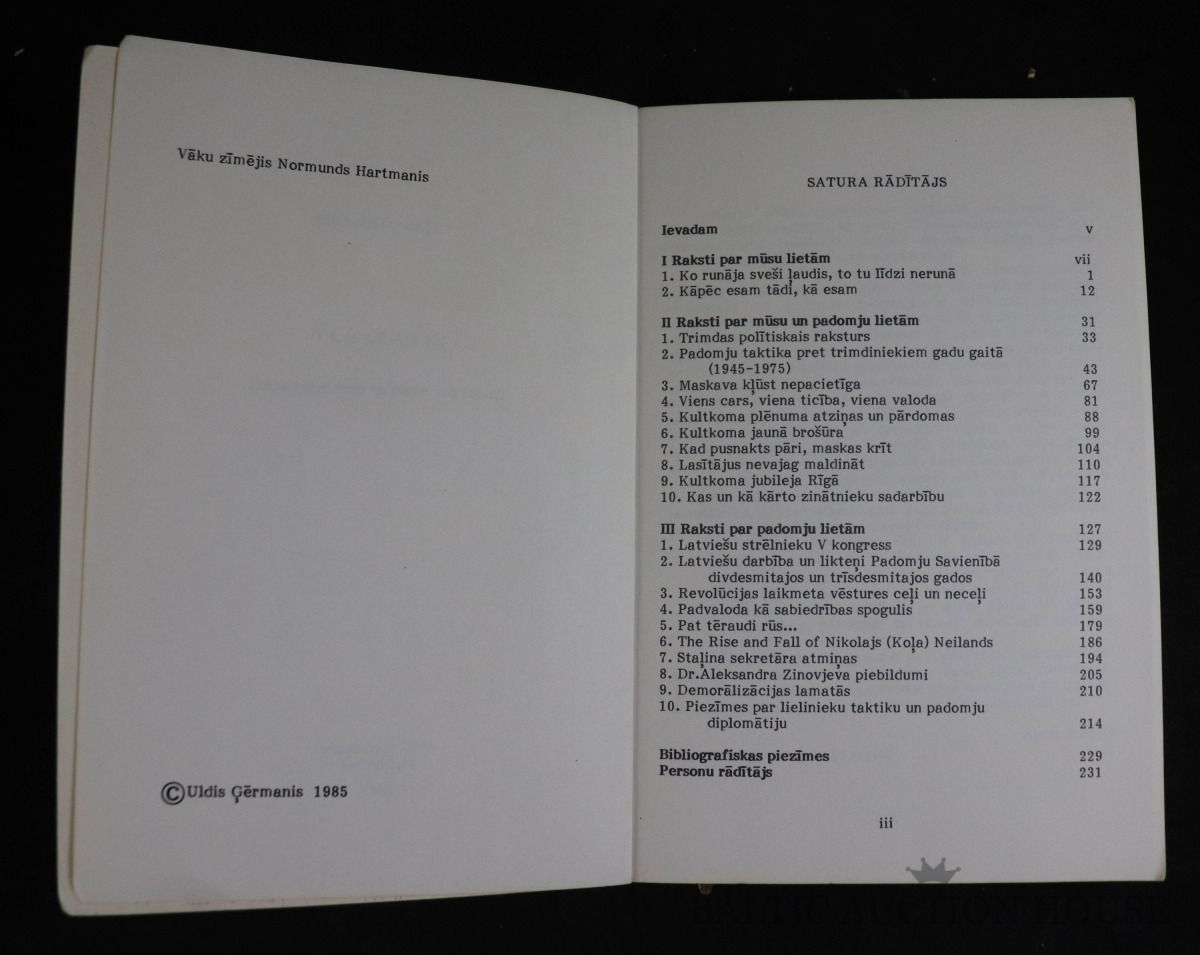 Vāku zīmējis Normunds Hartmanis
©Uldis Ģērmanis 1985
SATURA RĀDĪTĀJS
Ievadam v
I Raksti par mūsu lietām vii
1. Ko runāja sveši ļaudis, to tu līdzi nerunā 1
2. Kāpēc esam tādi, kā esam 12
II Raksti par mūsu un padomju lietām 31
1. Trimdas polītiskais raksturs 33
2. Padomju taktika pret trimdiniekiem gadu gaitā
(1945-1975) 43
3. Maskava kļūst nepacietīga 67
4. Viens cars, viena ticība, viena valoda 81
5. Kultkoma plēnuma atziņas un pārdomas 88
6. Kultkoma jaunā brošūra 99
7. Kad pusnakts pāri, maskas krīt 104
8. Lasītājus nevajag maldināt 110
9. Kultkoma jubileja Rīgā 117
10. Kas un kā kārto zinātnieku sadarbību 122
III Raksti par padomju lietām 127
1. Latviešu strēlnieku V kongress 129
2. Latviešu darbība un likteņi Padomju Savienībā
divdesmitajos un trīsdesmitajos gados 140
3. Revolūcijas laikmeta vēstures ceļi un neceļi 153
4. Padvaloda kā sabiedrības spogulis 159
5. Pat tēraudi rūs... 179
6. The Rise and Fall of Nikolajs (Koļa) Neilands 186
7. Staļina sekretāra atmiņas 194
8. Dr.Aleksandra Zinovjeva piebildumi 205
9. Demorālizācijas lamatās 210
10. Piezīmes par lielinieku taktiku un padomju
diplomātiju 214
Bibliografiskas piezīmes 229
Personu rādītājs 231
iii
BALTIC AUCTION HOUSE